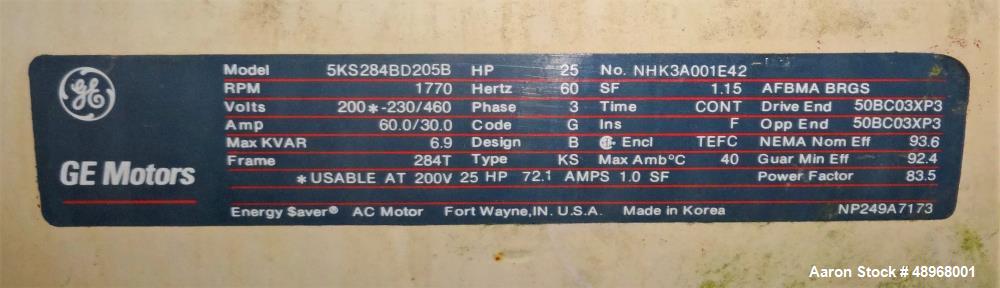 Model 5KS284BD205B HP 25 No. NHK3A001E42
RPM 1770 Hertz 60 SF 1.15 AFBMA BRGS
Volts 200*-230/460 Phase 3 Time CONT Drive End 50BC03XP3
Amp 60.0/30.0 Code G Ins F Opp End 50BC03XP3
Max KVAR 6.9 Design B Encl TEFC NEMA Nom Eff 93.6
Frame 284T Type KS Max Amb°C 40 Guar Min Eff 92.4
*USABLE AT 200V 25 HP 72.1 AMPS 1.0 SF Power Factor 83.5
GE
GE Motors
Energy $aver® AC Motor Fort Wayne,IN. U.S.A. Made in Korea NP249A7173
Aaron Stock # 48968001